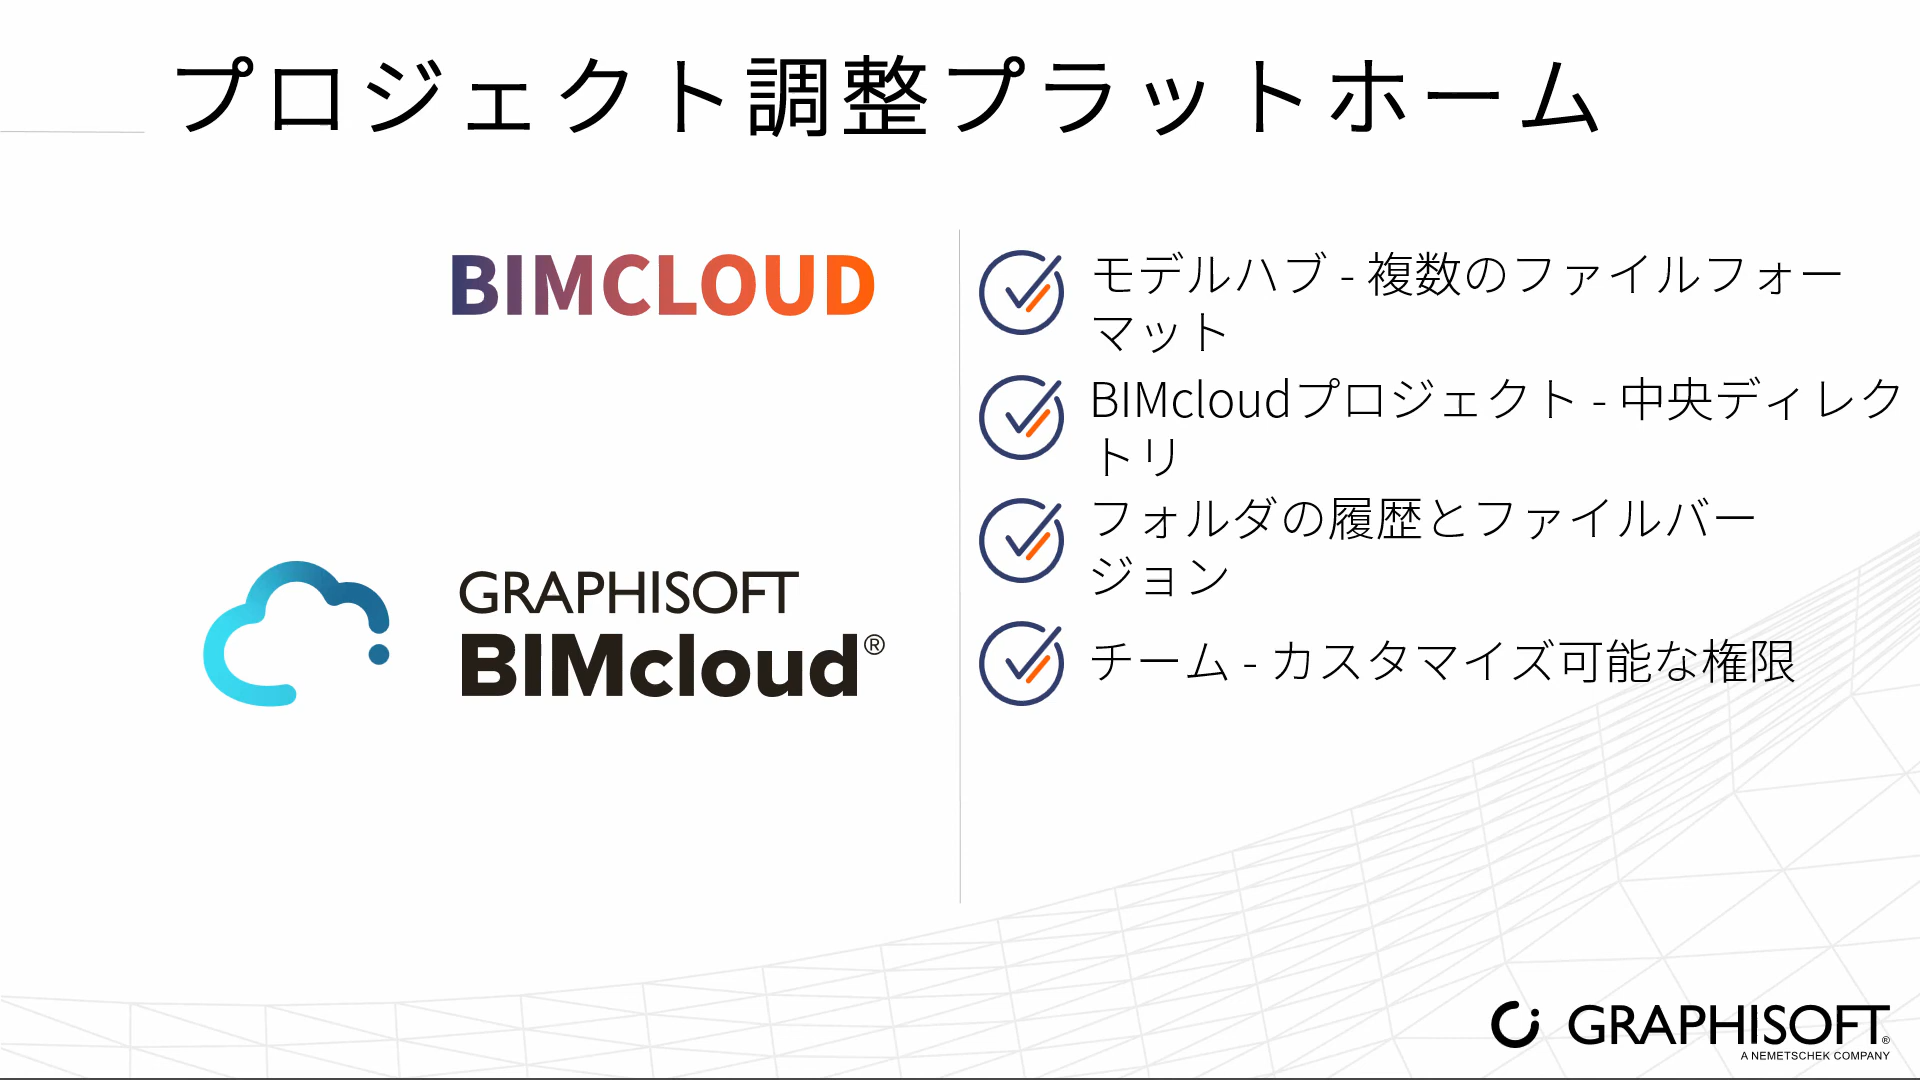 プロジェクト調整プラットホーム
BIMCLOUD
GRAPHISOFT
BIMcloud®
モデルハブ - 複数のファイルフォー
マット
BIMcloudプロジェクト - 中央ディレク
トリ
フォルダの履歴とファイルバー
ジョン
チーム - カスタマイズ可能な権限
GRAPHISOFT®
A NEMETSCHEK COMPANY